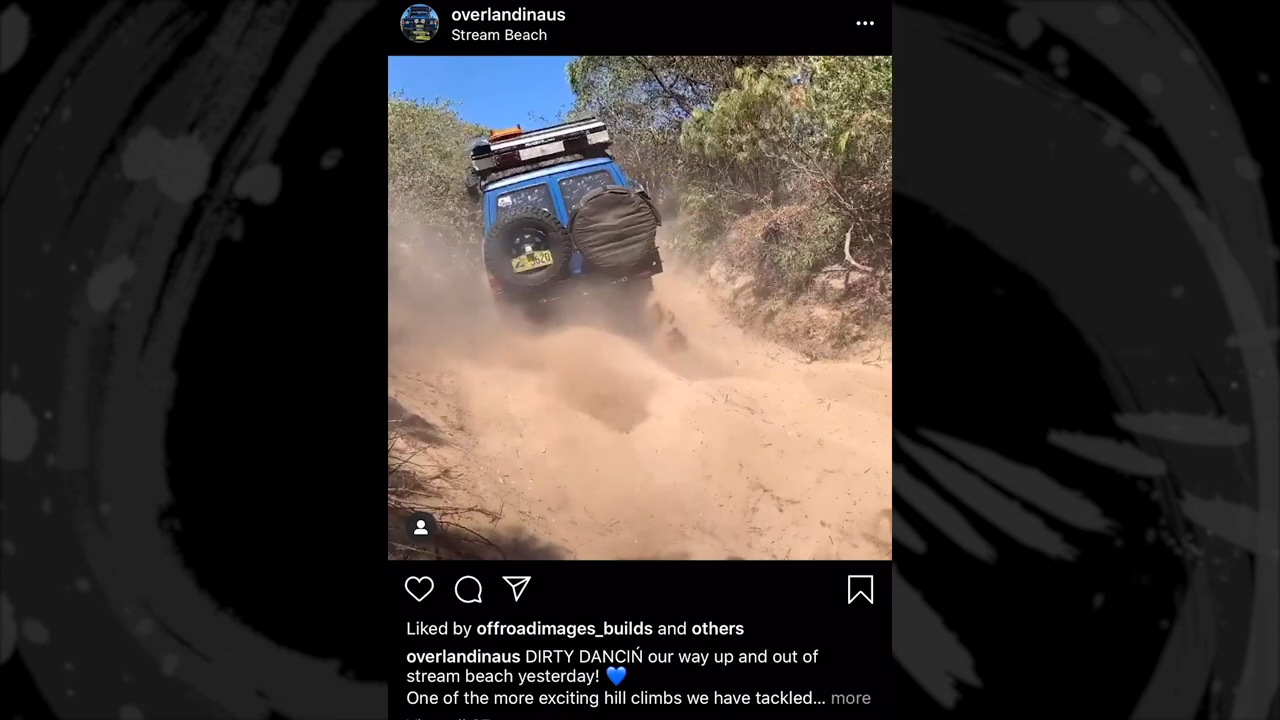 overlandinaus
Stream Beach
Liked by offroadimages_builds and others
overlandinaus DIRTY DANCIŃ our way up and out of
stream beach yesterday! 💙
One of the more exciting hill climbs we have tackled... more